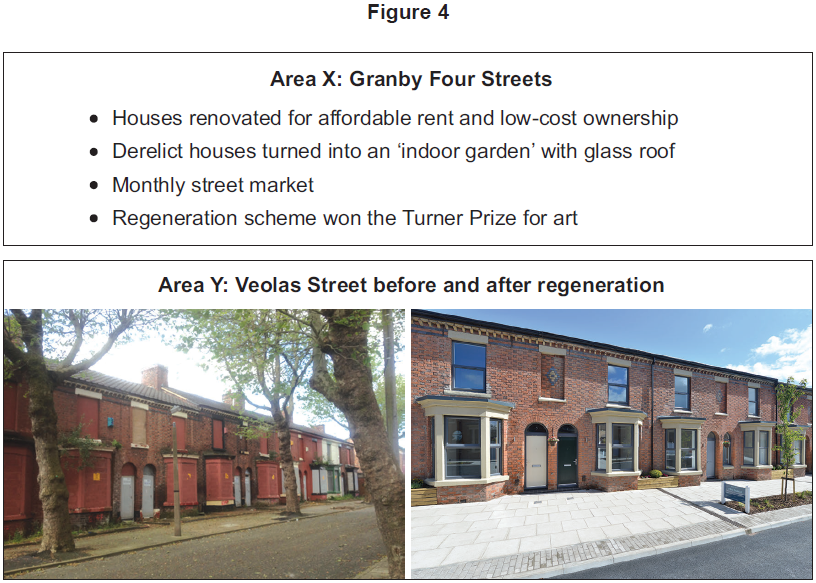 Figure 4
Area X: Granby Four Streets
• Houses renovated for affordable rent and low-cost ownership
• Derelict houses turned into an ‘indoor garden’ with glass roof
• Monthly street market
• Regeneration scheme won the Turner Prize for art
Area Y: Veolas Street before and after regeneration